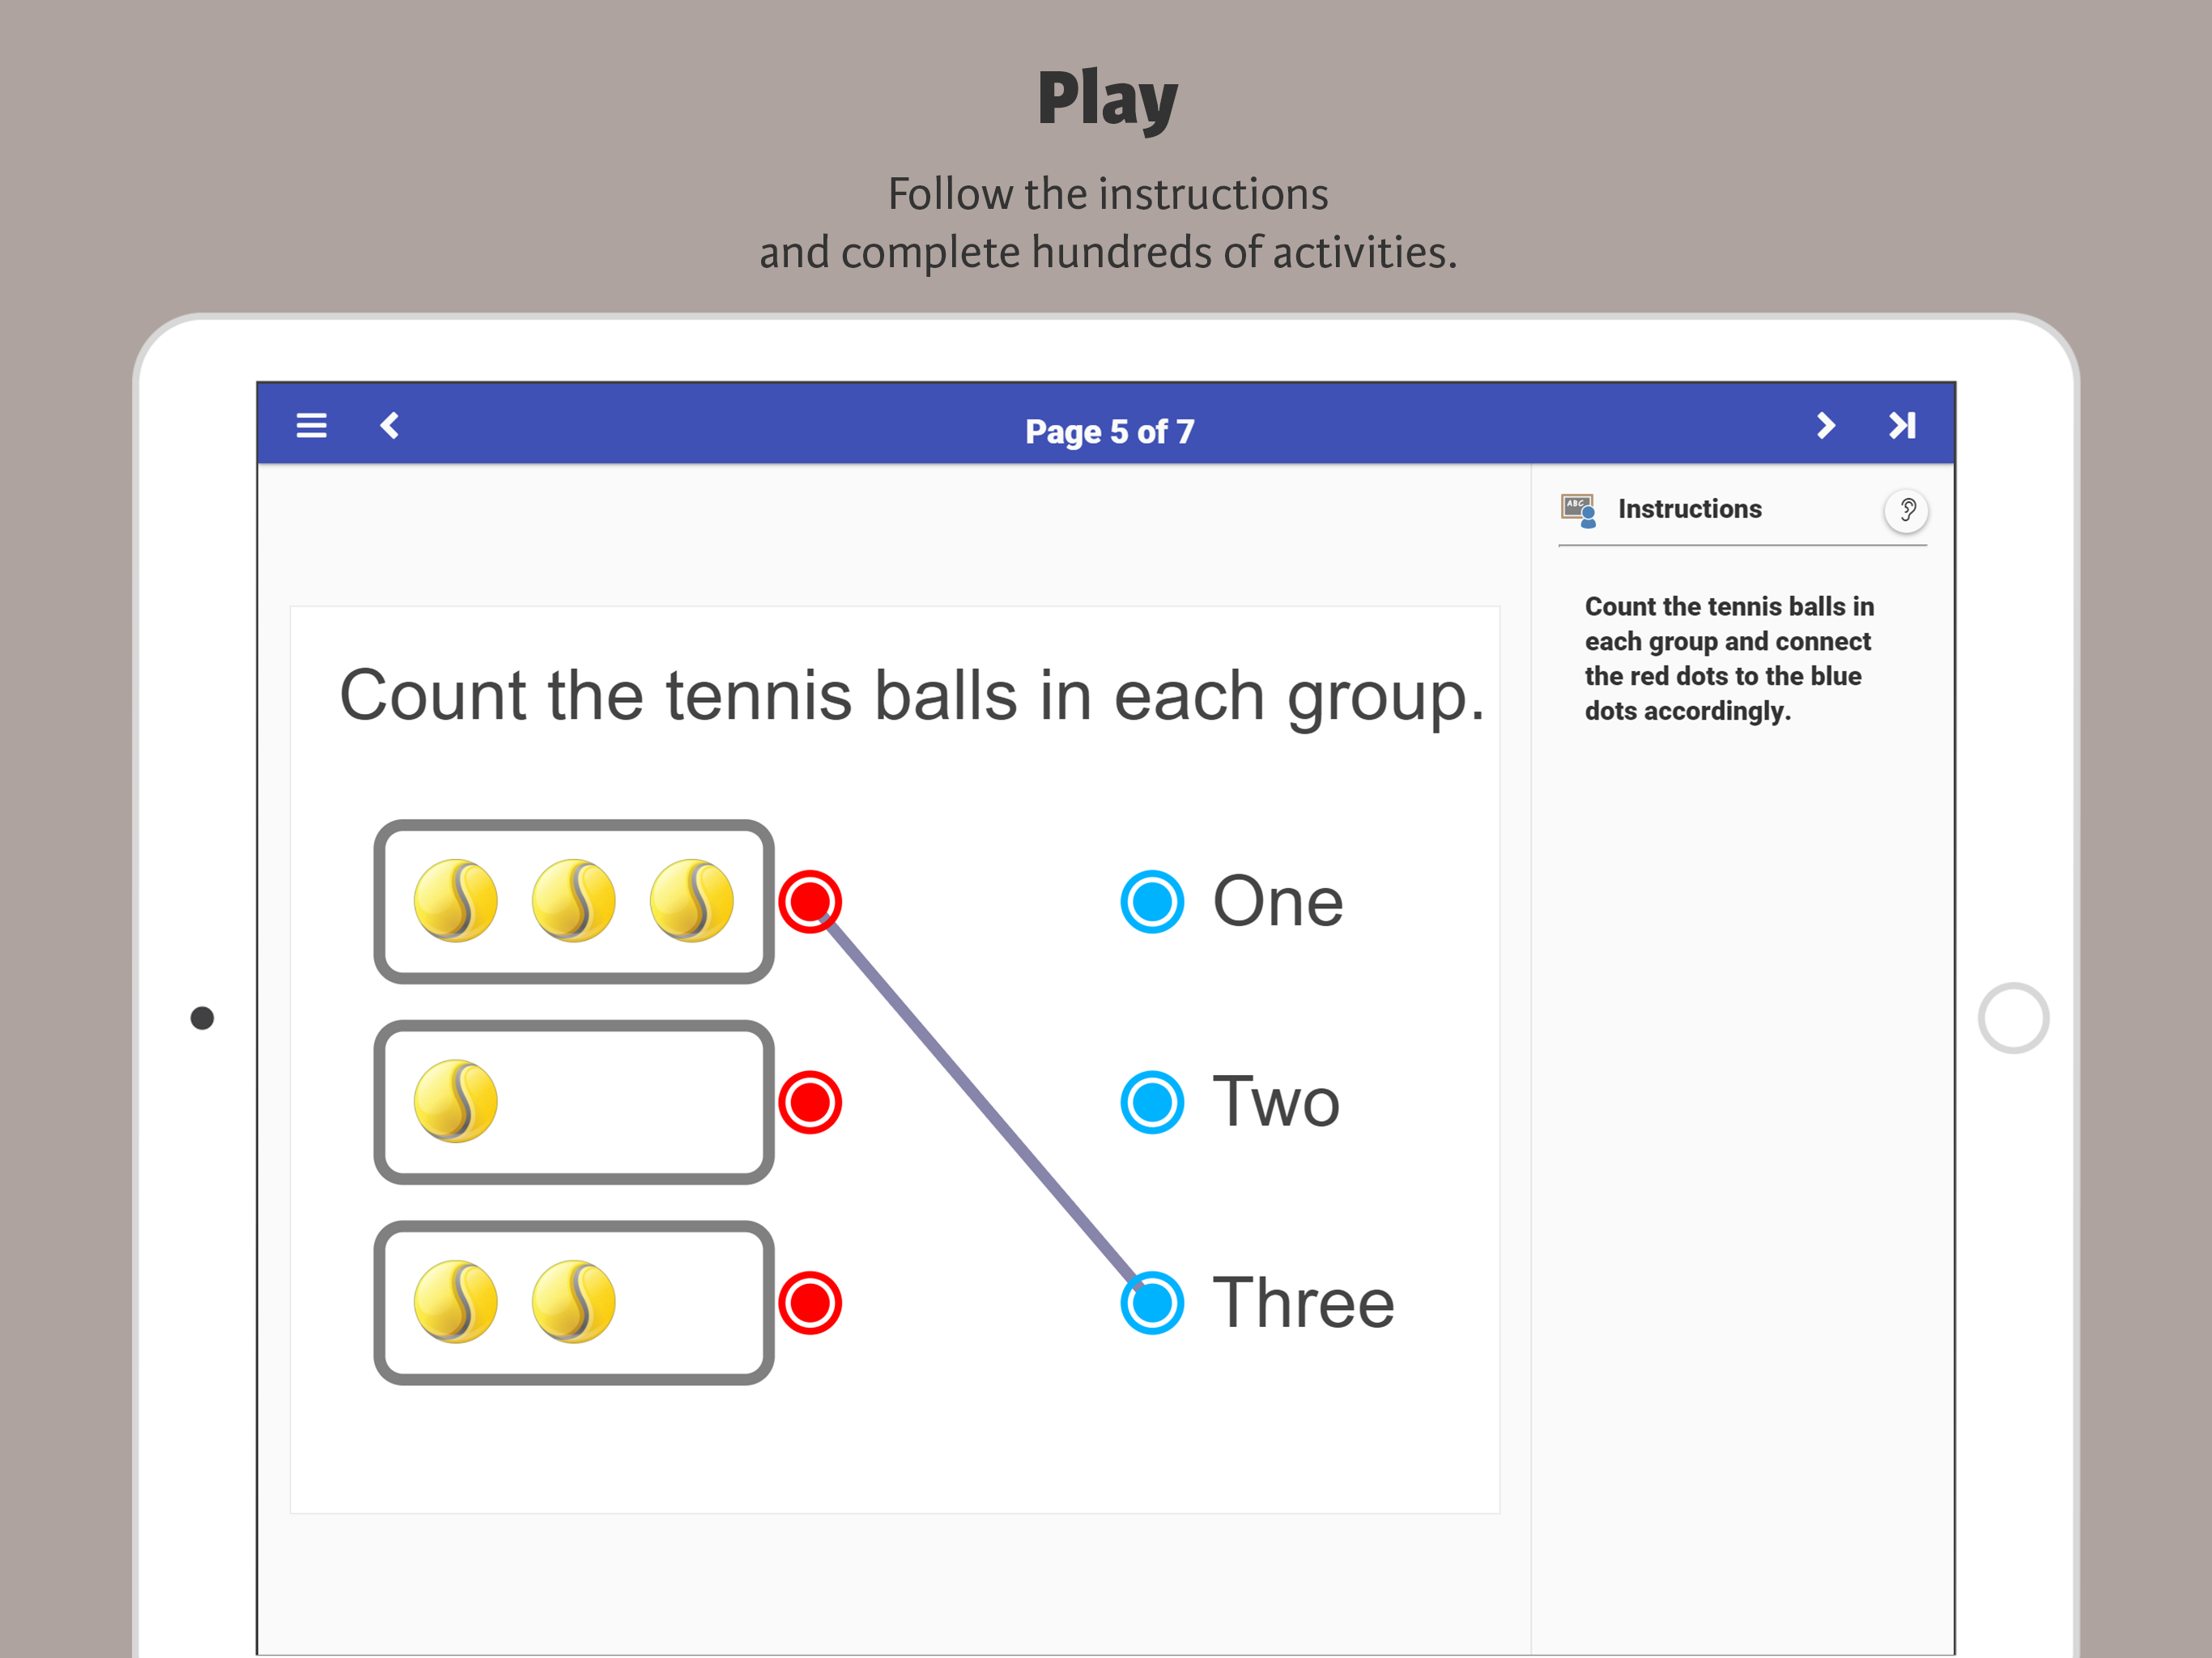 Play
Follow the instructions
and complete hundreds of activities.
Page 5 of 7
ABC
Instructions
Count the tennis balls in
each group and connect
the red dots to the blue
dots accordingly.
Count the tennis balls in each group.
One
Two
Three